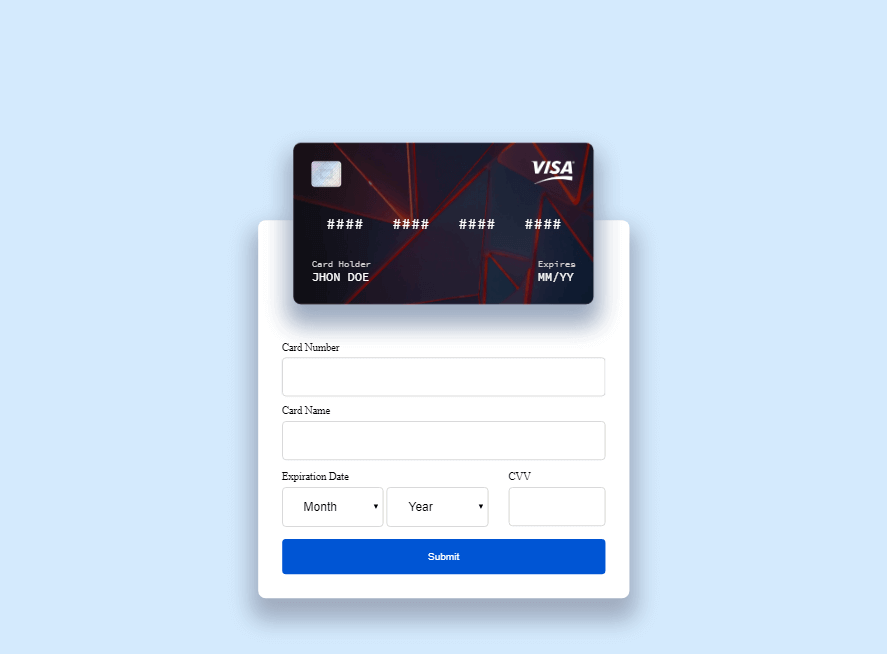 VISA
#### #### #### ####
Card Holder Expires
JHON DOE MM/YY
Card Number
Card Name
Expiration Date CVV
Month Year
Submit